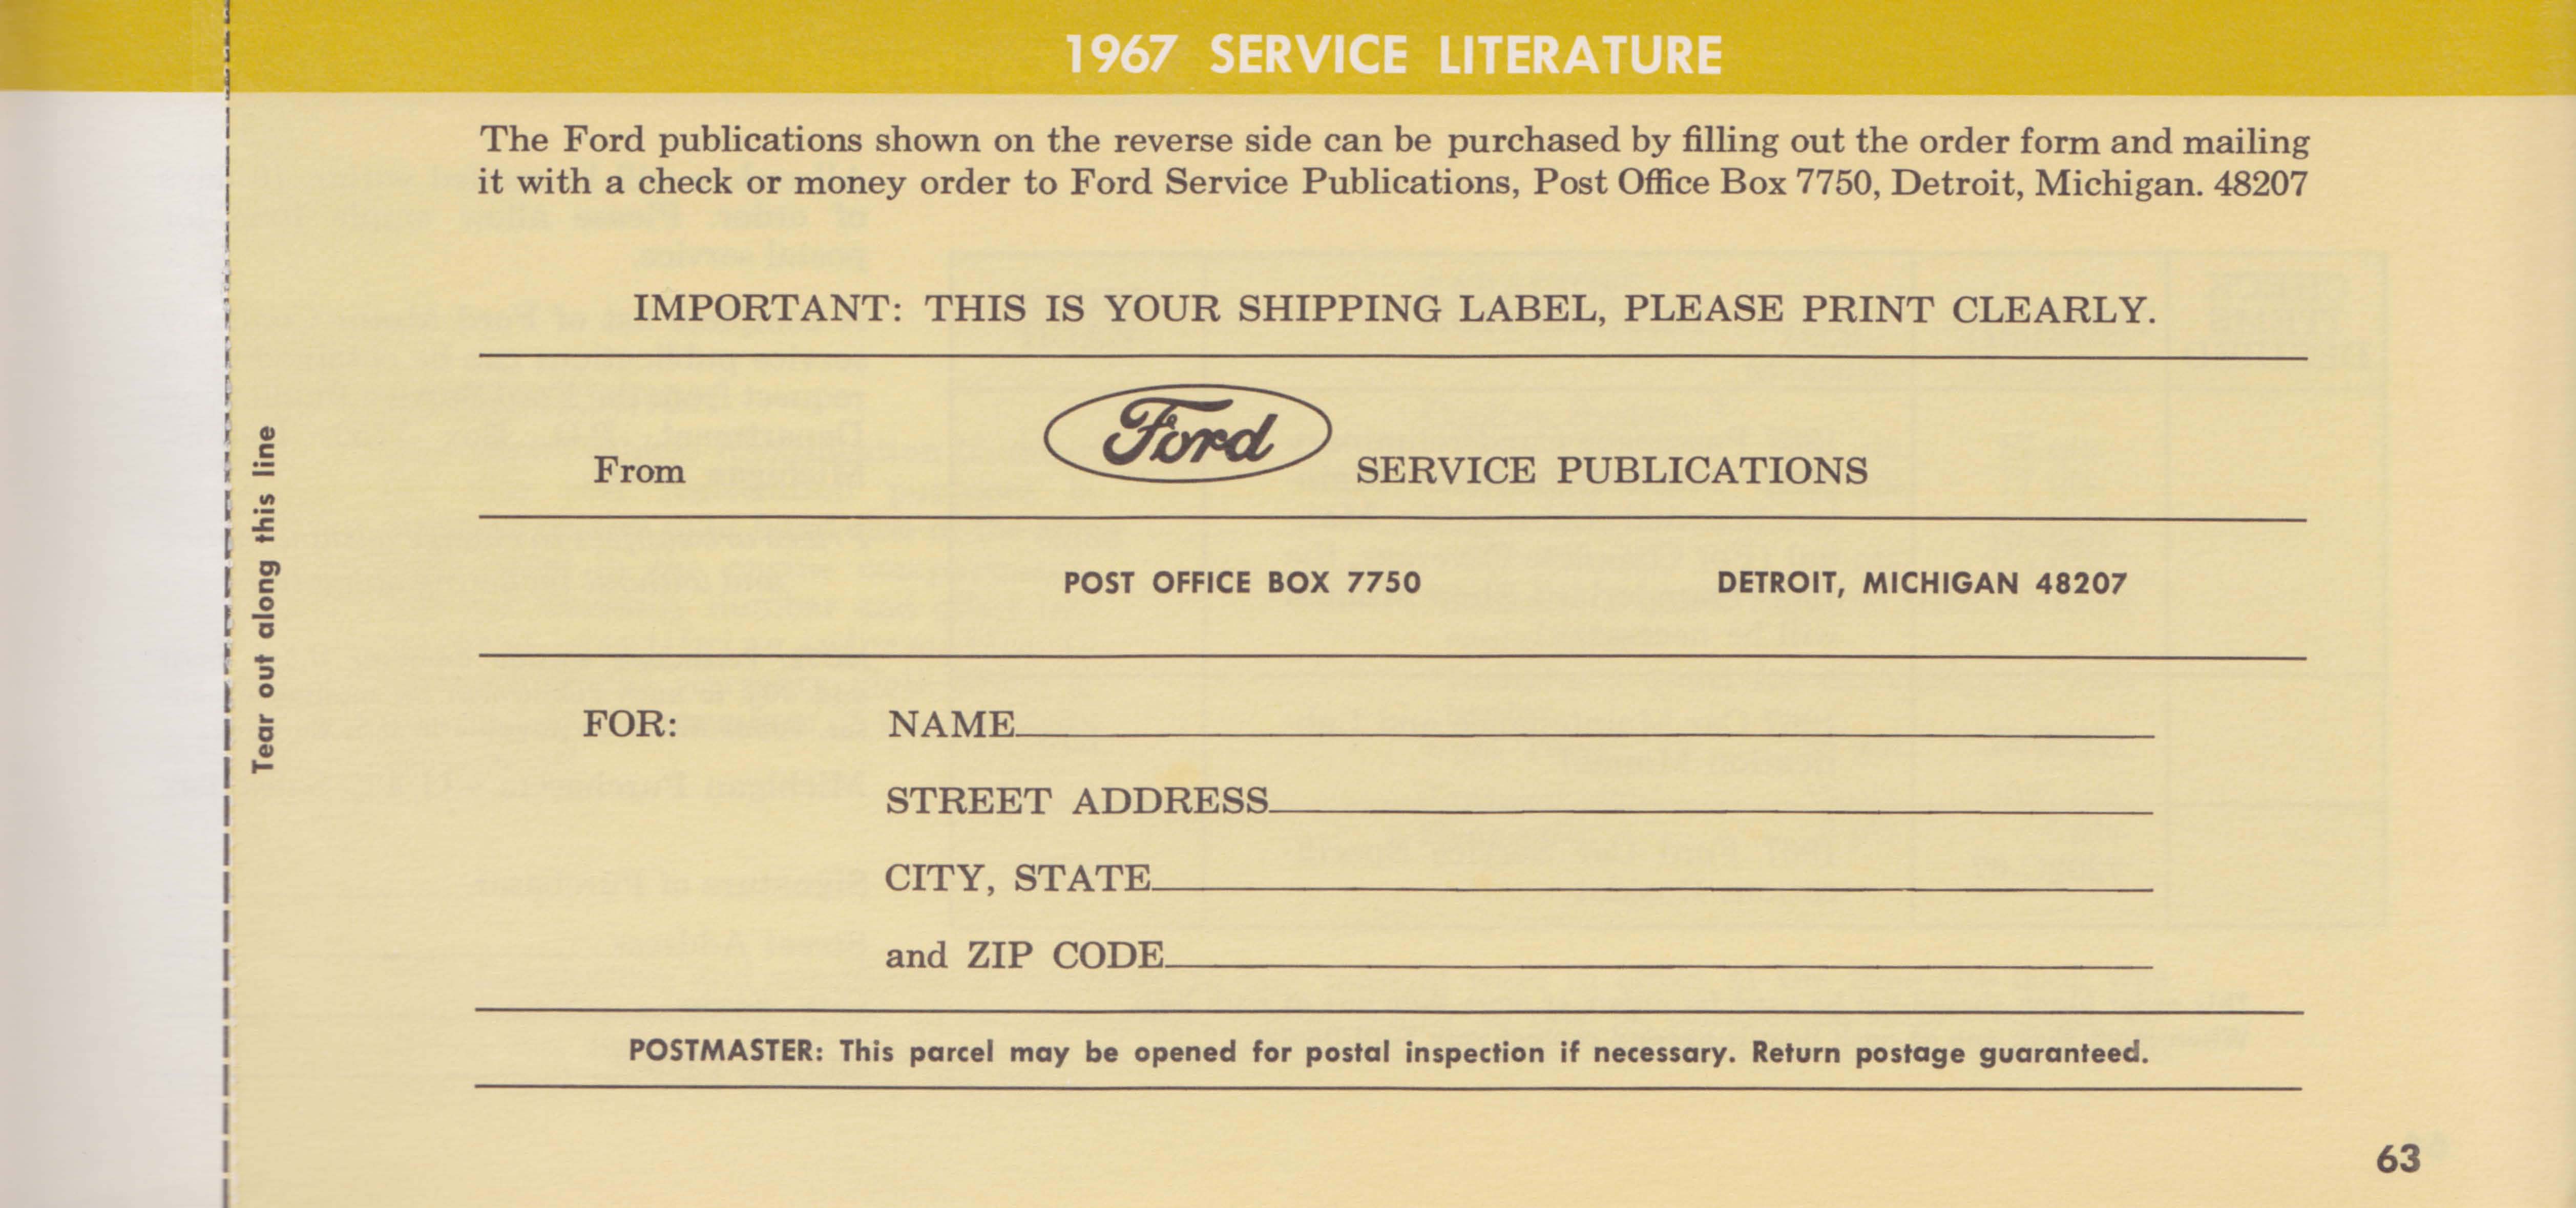 1967 SERVICE LITERATURE
The Ford publications shown on the reverse side can be purchased by filling out the order form and mailing
it with a check or money order to Ford Service Publications, Post Office Box 7750, Detroit, Michigan. 48207
IMPORTANT: THIS IS YOUR SHIPPING LABEL, PLEASE PRINT CLEARLY.
From Ford SERVICE PUBLICATIONS
POST OFFICE BOX 7750 DETROIT, MICHIGAN 48207
Tear out along this line
FOR: NAME
STREET ADDRESS
CITY, STATE
and ZIP CODE
POSTMASTER: This parcel may be opened for postal inspection if necessary. Return postage guaranteed.
63